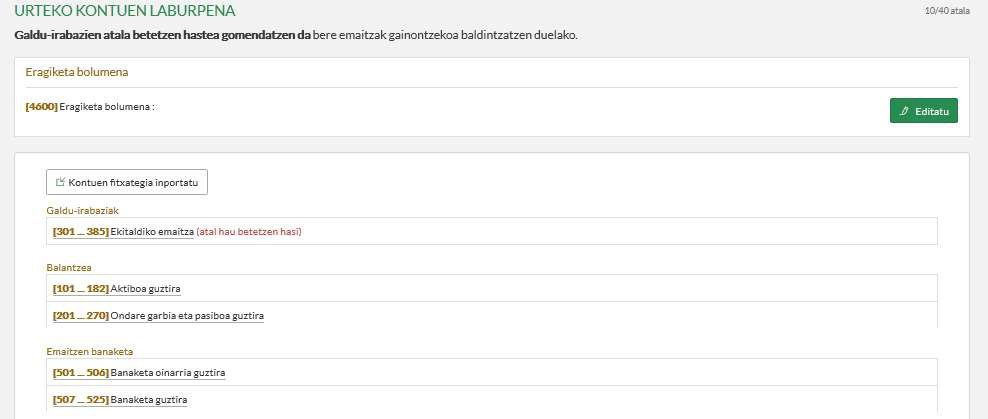 URTEKO KONTUEN LABURPENA
10/40 atala
Galdu-irabazien atala betetzen hastea gomendatzen da bere emaitzak gainontzekoa baldintzatzen duelako.
Eragiketa bolumena
[4600] Eragiketa bolumena :
Editatu
Kontuen fitxategia inportatu
Galdu-irabaziak
[301 ... 385] Ekitaldiko emaitza (atal hau betetzen hasi)
Balantzea
[101 ... 182] Aktiboa guztira
[201 ... 270] Ondare garbia eta pasiboa guztira
Emaitzen banaketa
[501 ... 506] Banaketa oinarria guztira
[507 ... 525] Banaketa guztira